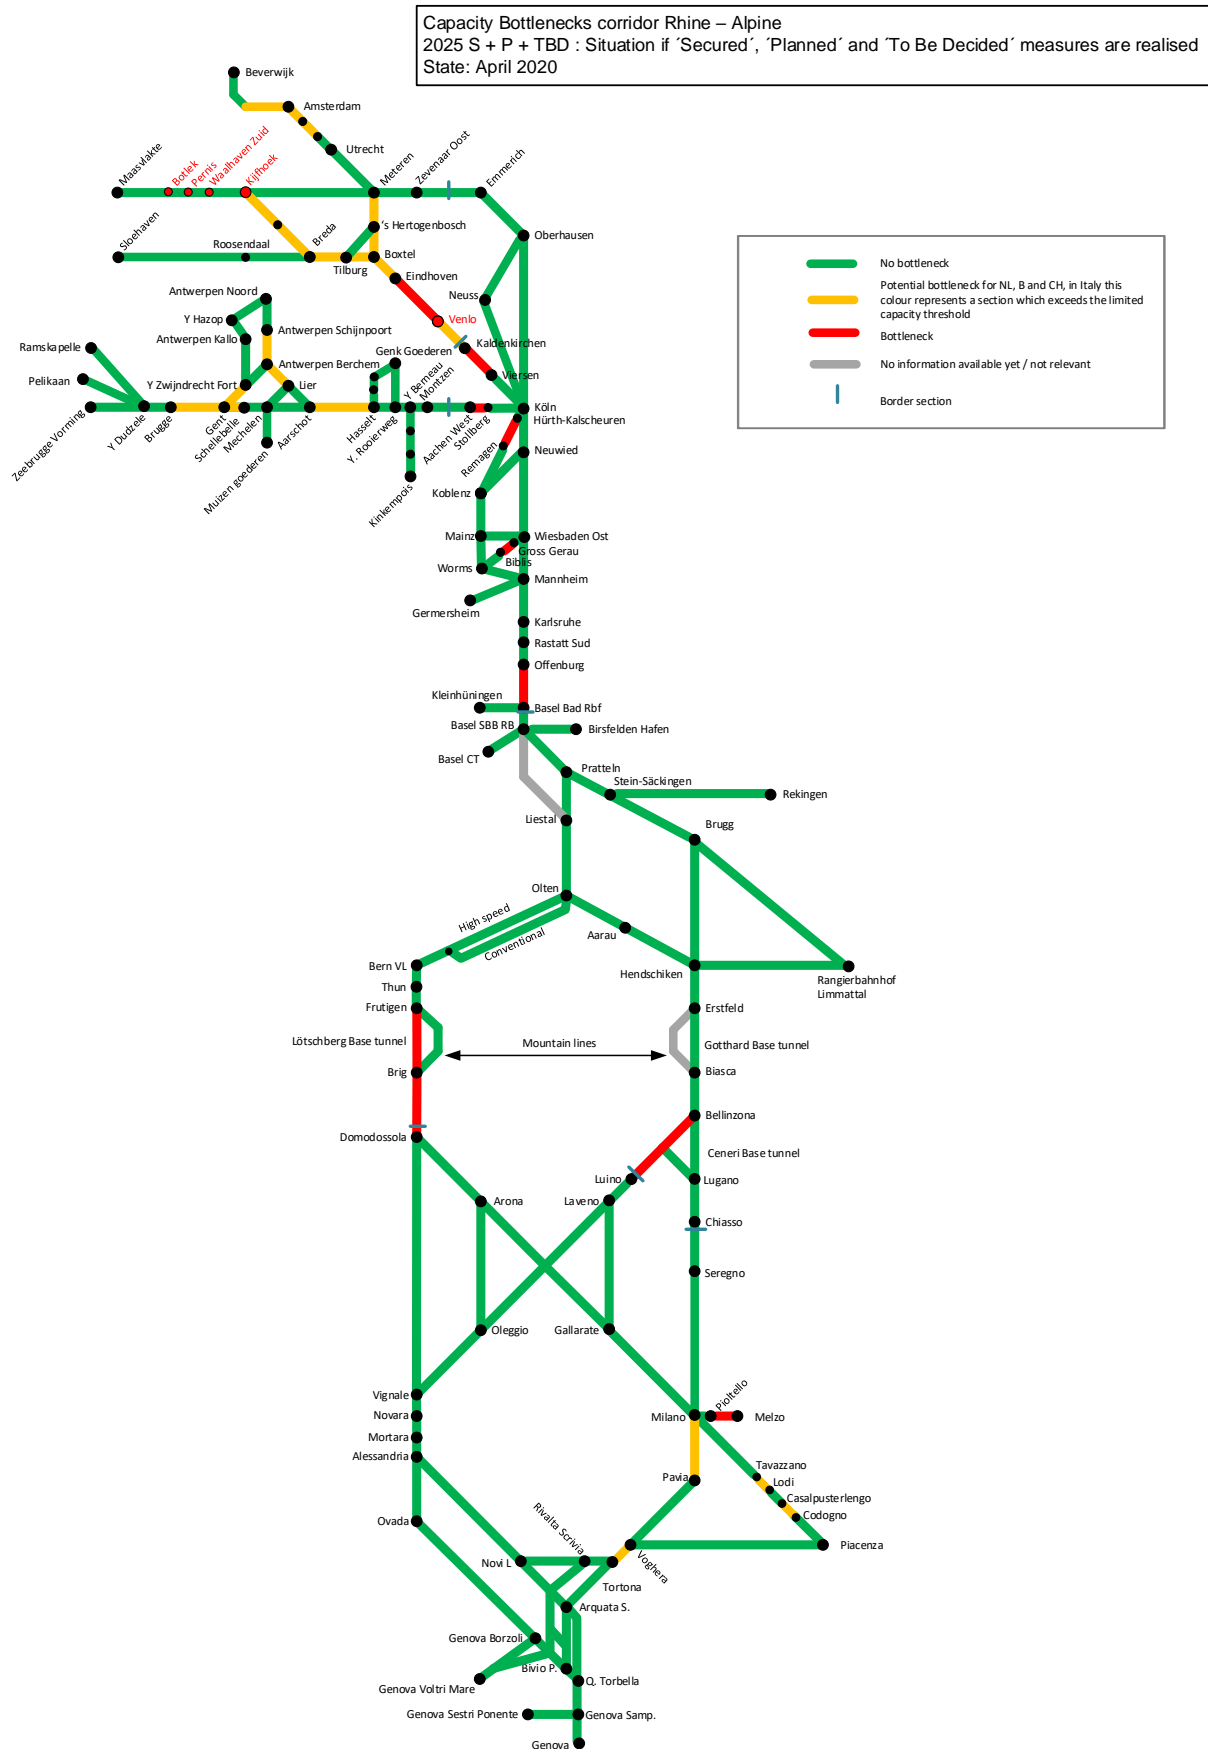 Capacity Bottlenecks corridor Rhine – Alpine
2025 S + P + TBD : Situation if ´Secured´, ´Planned´ and ´To Be Decided´ measures are realised
State: April 2020
Beverwijk
Amsterdam
Utrecht
Maasvlakte
Botlek
Pernis
Waalhaven Zuid
Kijfhoek
Meteren
Zevenaar Oost
Emmerich
Sloehaven
Roosendaal
Breda
Tilburg
's Hertogenbosch
Boxtel
Oberhausen
Eindhoven
Neuss
Venlo
Kaldenkirchen
Viersen
Antwerpen Noord
Y Hazop
Antwerpen Schijnpoort
Antwerpen Kallo
Ramskapelle
Pelikaan
Antwerpen Berchem
Genk Goederen
Y Zwijndrecht Fort
Lier
Y Berneau
Montzen
Zeebrugge Vorming
Y Dudzele
Brugge
Gent
Schellebelle
Mechelen
Muizen goederen
Aarschot
Hasselt
Y. Rooierweg
Kinkempois
Aachen West
Stollberg
Köln
Hürth-Kalscheuren
Remagen
Neuwied
Koblenz
Mainz
Wiesbaden Ost
Gross Gerau
Biblis
Worms
Mannheim
Germersheim
Karlsruhe
Rastatt Sud
Offenburg
Kleinhüningen
Basel Bad Rbf
Basel SBB RB
Birsfelden Hafen
Basel CT
Pratteln
Stein-Säckingen
Rekingen
Liestal
Brugg
Olten
High speed
Conventional
Aarau
Bern VL
Hendschiken
Rangierbahnhof
Limmattal
Thun
Frutigen
Erstfeld
Lötschberg Base tunnel
Mountain lines
Gotthard Base tunnel
Brig
Biasca
Bellinzona
Domodossola
Ceneri Base tunnel
Luino
Lugano
Arona
Laveno
Chiasso
Seregno
Oleggio
Gallarate
Vignale
Novara
Milano
Pioltello
Melzo
Mortara
Alessandria
Tavazzano
Lodi
Pavia
Casalpusterlengo
Codogno
Ovada
Rivalta Scrivia
Voghera
Piacenza
Novi L
Tortona
Arquata S.
Genova Borzoli
Bivio P.
Q. Torbella
Genova Voltri Mare
Genova Sestri Ponente
Genova Samp.
Genova
No bottleneck
Potential bottleneck for NL, B and CH, in Italy this
colour represents a section which exceeds the limited
capacity threshold
Bottleneck
No information available yet / not relevant
Border section